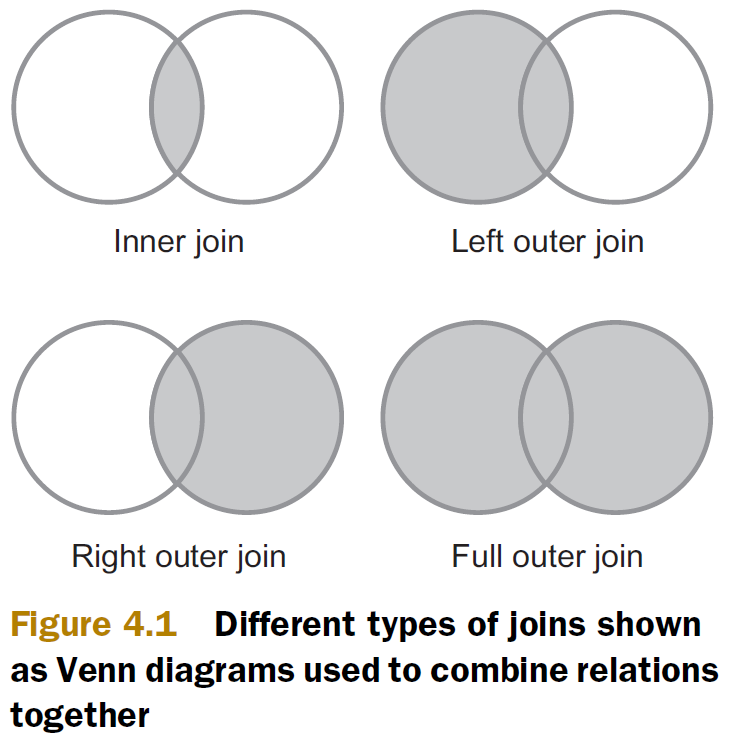 Inner join
Left outer join
Right outer join
Full outer join
Figure 4.1 Different types of joins shown
as Venn diagrams used to combine relations
together